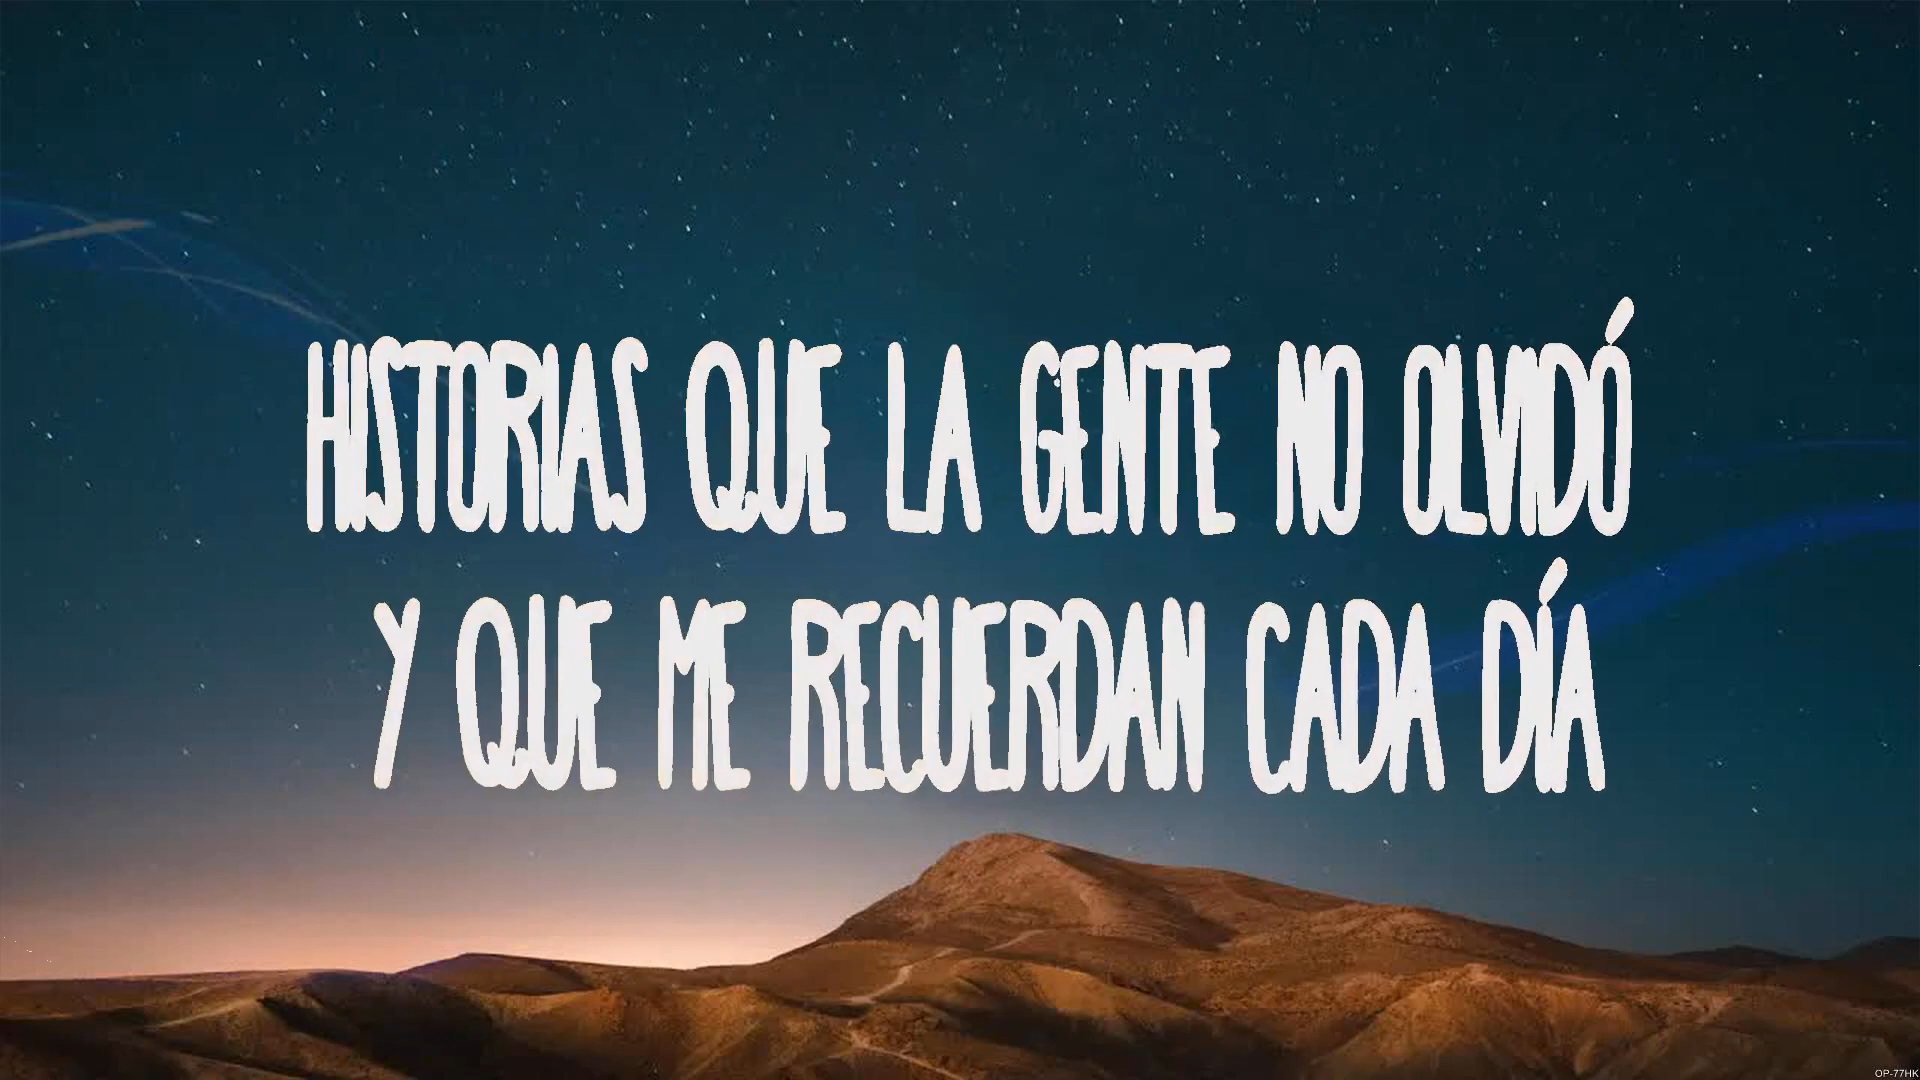 HISTORIAS QUE LA GENTE NO OLVIDÓ
Y QUE ME RECUERDAN CADA DÍA
OP-77HK